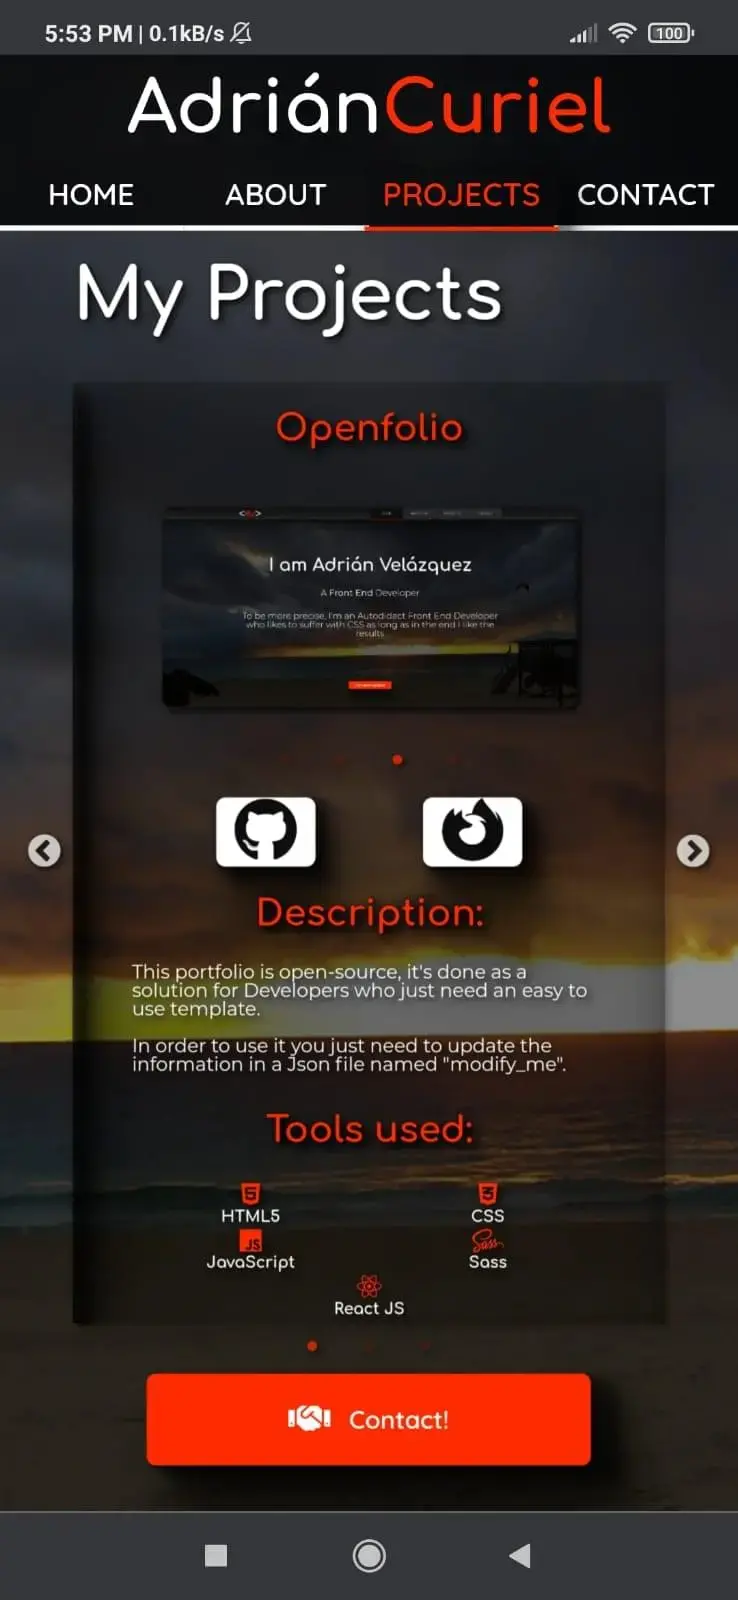 5:53 PM | 0.1kB/s
100
AdriánCuriel
HOME ABOUT PROJECTS CONTACT
My Projects
Openfolio
I am Adrián Velázquez
A Front End Developer
To be more precise, I'm an Autodidact Front End Developer
who likes to suffer with CSS as long as in the end I like the
results
Description:
This portfolio is open-source, it's done as a
solution for Developers who just need an easy to
use template.
In order to use it you just need to update the
information in a Json file named "modify_me".
Tools used:
5
3
HTML5 CSS
JS
Sass
JavaScript Sass
React JS
Contact!